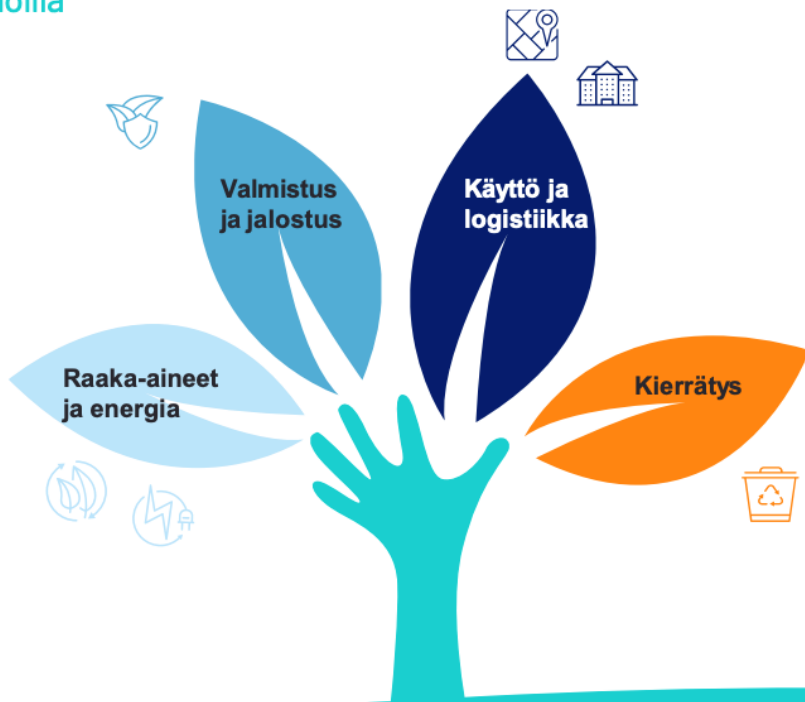 Valmistus
ja jalostus
Käyttö ja
logistiikka
Raaka-aineet
ja energia
Kierrätys